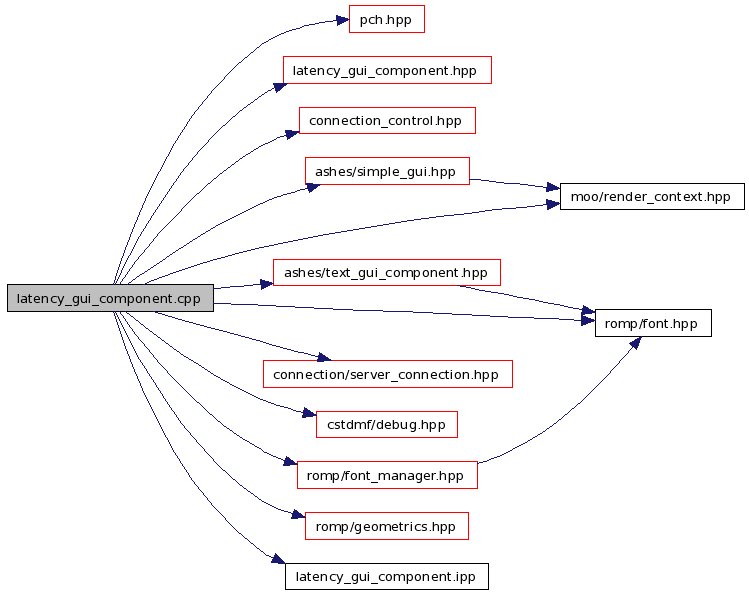 pch.hpp
latency_gui_component.hpp
connection_control.hpp
ashes/simple_gui.hpp
moo/render_context.hpp
ashes/text_gui_component.hpp
latency_gui_component.cpp
romp/font.hpp
connection/server_connection.hpp
cstdmf/debug.hpp
romp/font_manager.hpp
romp/geometrics.hpp
latency_gui_component.ipp